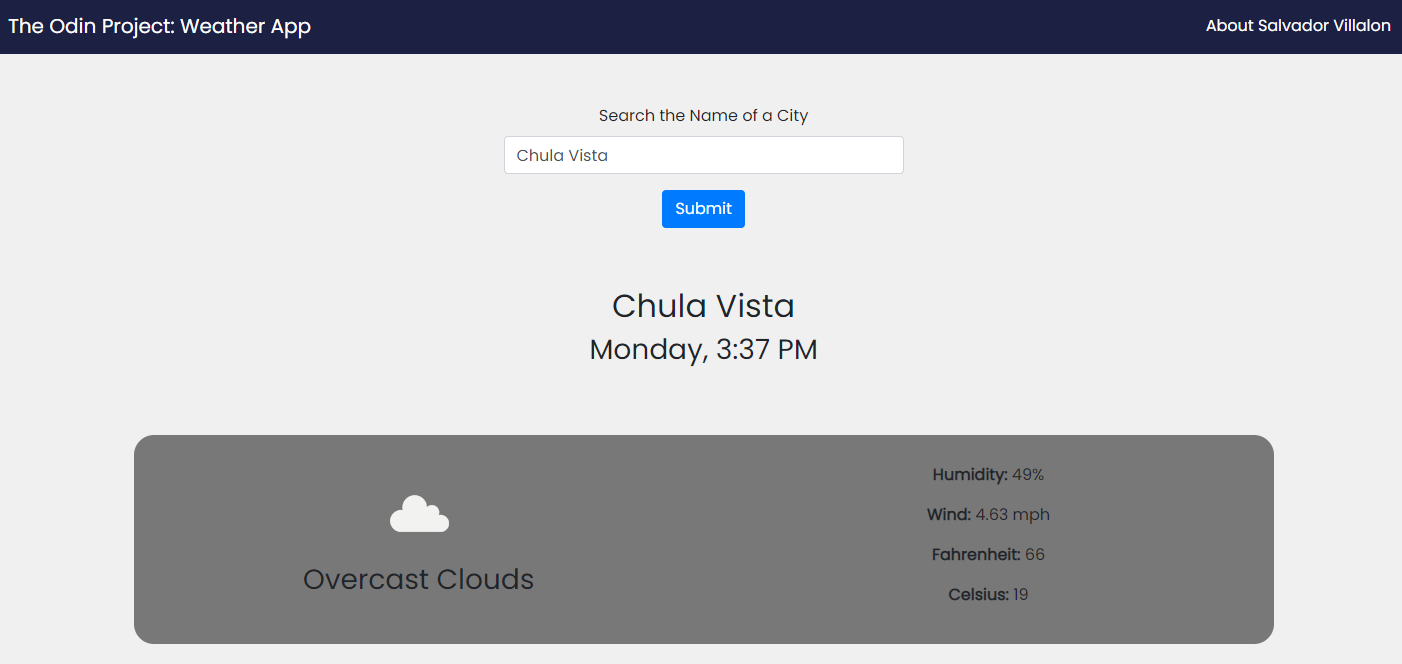 The Odin Project: Weather App
About Salvador Villalon
Search the Name of a City
Chula Vista
Submit
Chula Vista
Monday, 3:37 PM
Overcast Clouds
Humidity: 49%
Wind: 4.63 mph
Fahrenheit: 66
Celsius: 19